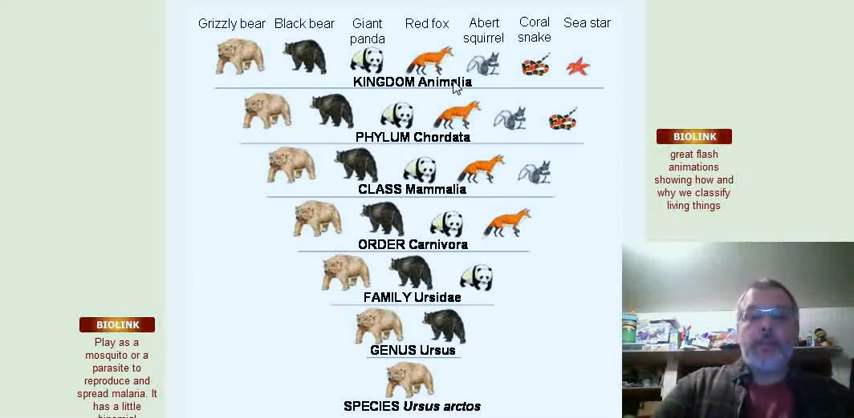 Grizzly bear Black bear Giant panda Red fox Abert squirrel Coral snake Sea star
KINGDOM Animalia
PHYLUM Chordata
CLASS Mammalia
ORDER Carnivora
FAMILY Ursidae
GENUS Ursus
SPECIES Ursus arctos
BIOLINK
great flash
animations
showing how and
why we classify
living things
BIOLINK
Play as a
mosquito or a
parasite to
reproduce and
spread malaria. It
has a little